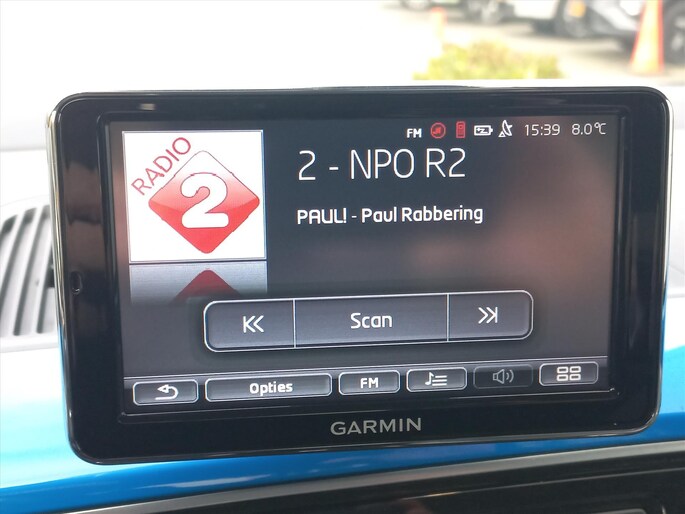 FM 15:39 8.0°C
RADIO
2
2 - NPO R2
PAUL! - Paul Rabbering
Scan
Opties
FM
GARMIN